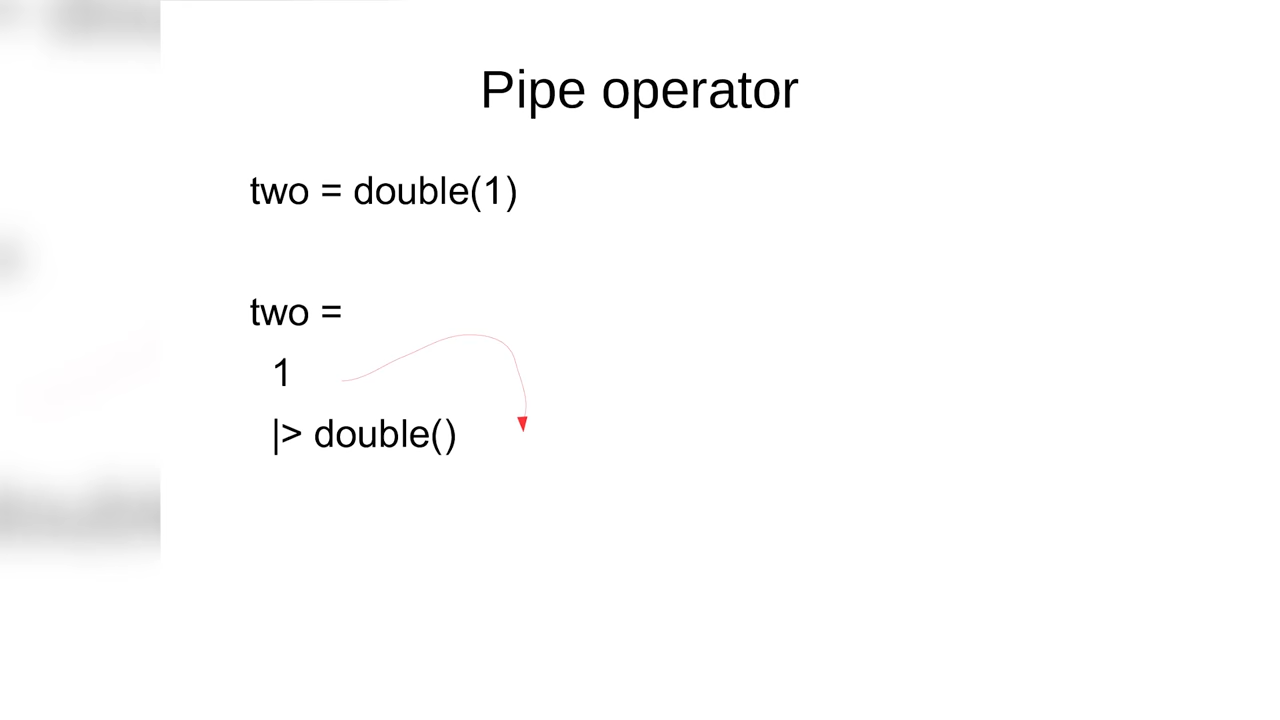 Pipe operator
two = double(1)
two =
1
|> double()